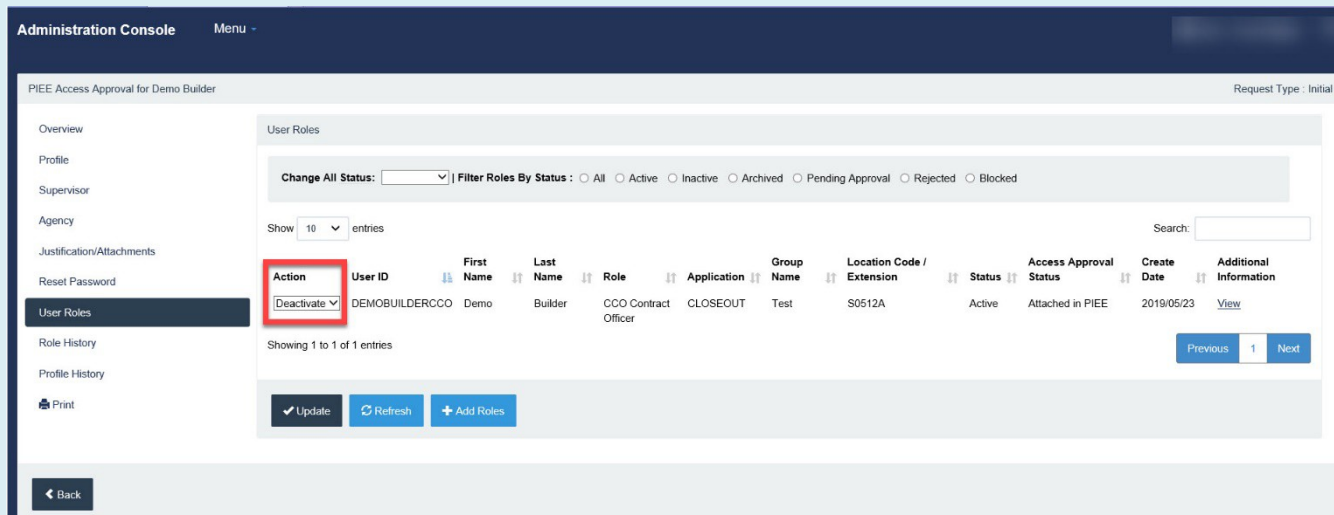 Administration Console Menu
PIEE Access Approval for Demo Builder Request Type : Initial
Overview
Profile
Supervisor
Agency
Justification/Attachments
Reset Password
User Roles
Role History
Profile History
Print
User Roles
Change All Status: | Filter Roles By Status : All Active Inactive Archived Pending Approval Rejected Blocked
Show 10 entries Search:
Action User ID First Name Last Name Role Application Group Name Location Code / Extension Status Access Approval Status Create Date Additional Information
Deactivate DEMOBUILDERCCO Demo Builder CCO Contract Officer CLOSEOUT Test S0512A Active Attached in PIEE 2019/05/23 View
Showing 1 to 1 of 1 entries Previous 1 Next
Update Refresh Add Roles
Back